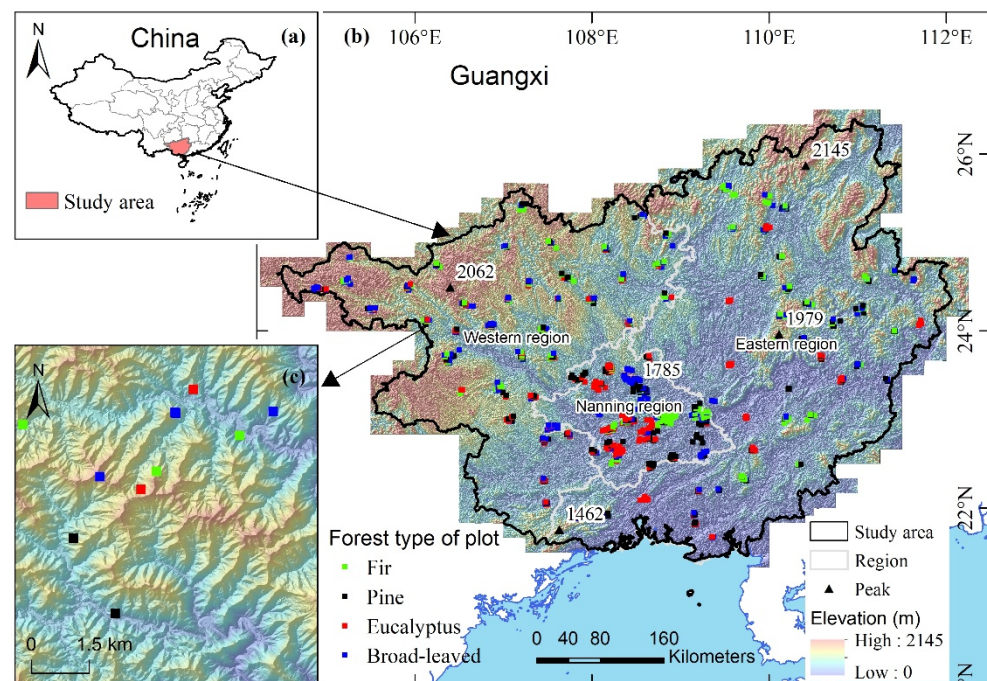 N
China
(a)
Study area
(b)
106°E
108°E
110°E
112°E
Guangxi
26°N
24°N
22°N
°N
2145
2062
1979
Western region
Eastern region
1785
Nanning region
1462
(c)
N
0 1.5 km
Forest type of plot
Fir
Pine
Eucalyptus
Broad-leaved
0 40 80 160
Kilometers
Study area
Region
Peak
Elevation (m)
High : 2145
Low : 0